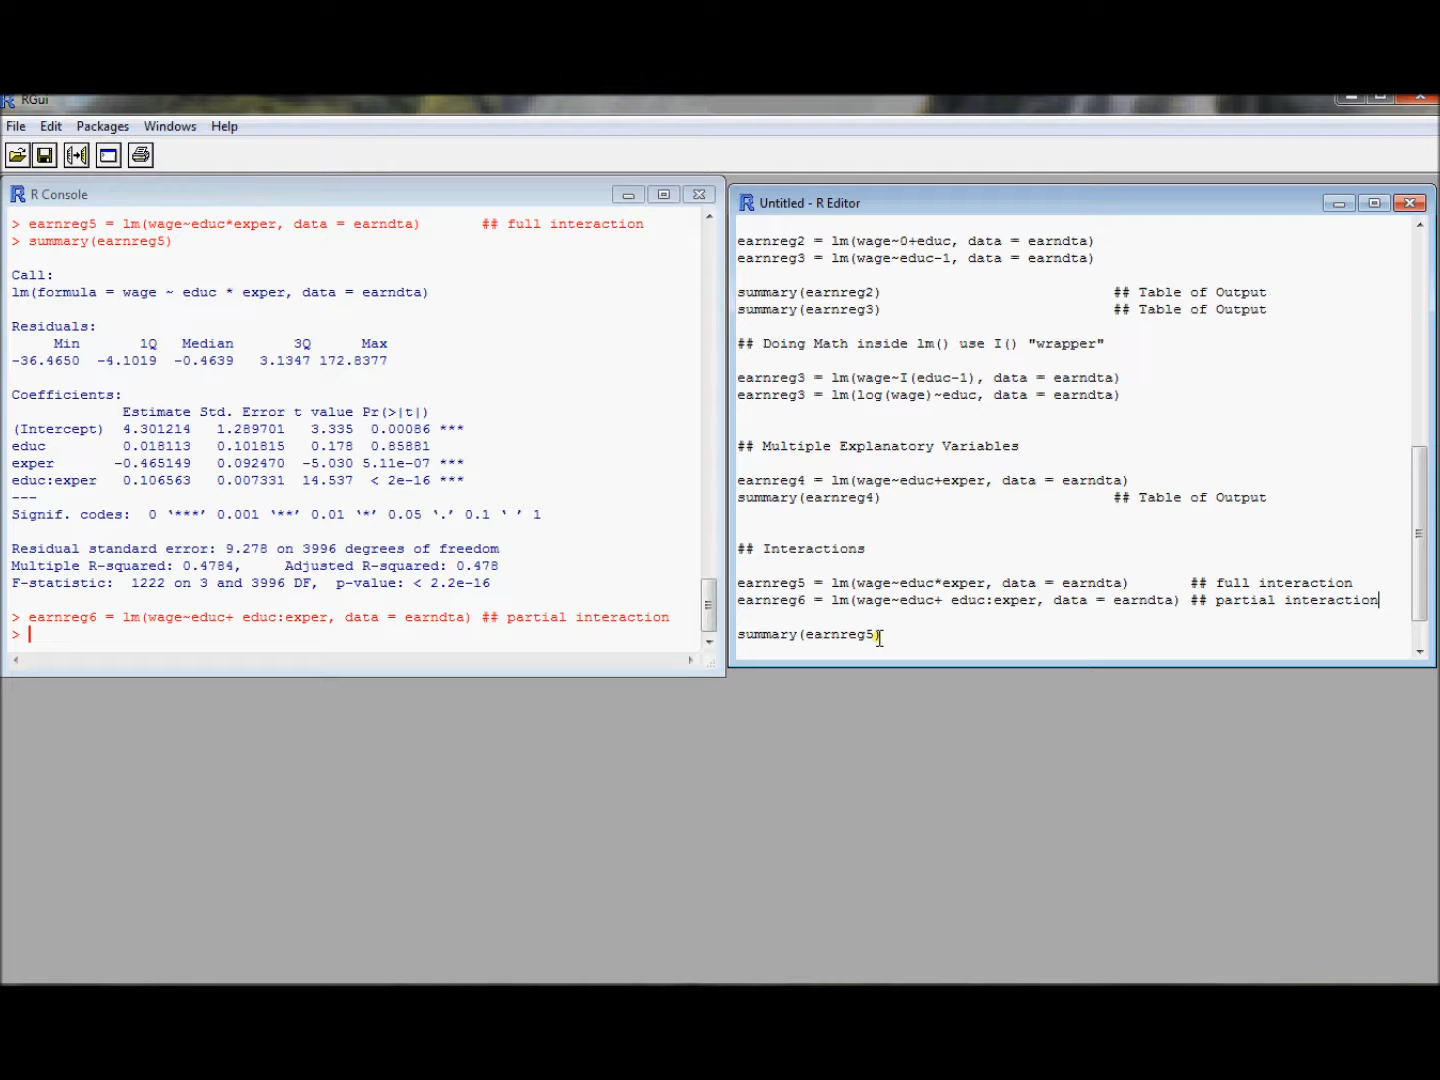 RGui
File Edit Packages Windows Help
R Console
> earnreg5 = lm(wage~educ*exper, data = earndta) ## full interaction
> summary(earnreg5)
Call:
lm(formula = wage ~ educ * exper, data = earndta)
Residuals:
Min 1Q Median 3Q Max
-36.4650 -4.1019 -0.4639 3.1347 172.8377
Coefficients:
Estimate Std. Error t value Pr(>|t|)
(Intercept) 4.301214 1.289701 3.335 0.00086 ***
educ 0.018113 0.101815 0.178 0.85881
exper -0.465149 0.092470 -5.030 5.11e-07 ***
educ:exper 0.106563 0.007331 14.537 < 2e-16 ***
---
Signif. codes: 0 ‘***’ 0.001 ‘**’ 0.01 ‘*’ 0.05 ‘.’ 0.1 ‘ ’ 1
Residual standard error: 9.278 on 3996 degrees of freedom
Multiple R-squared: 0.4784, Adjusted R-squared: 0.478
F-statistic: 1222 on 3 and 3996 DF, p-value: < 2.2e-16
> earnreg6 = lm(wage~educ+ educ:exper, data = earndta) ## partial interaction
>
Untitled - R Editor
earnreg2 = lm(wage~0+educ, data = earndta)
earnreg3 = lm(wage~educ-1, data = earndta)
summary(earnreg2) ## Table of Output
summary(earnreg3) ## Table of Output
## Doing Math inside lm() use I() "wrapper"
earnreg3 = lm(wage~I(educ-1), data = earndta)
earnreg3 = lm(log(wage)~educ, data = earndta)
## Multiple Explanatory Variables
earnreg4 = lm(wage~educ+exper, data = earndta)
summary(earnreg4) ## Table of Output
## Interactions
earnreg5 = lm(wage~educ*exper, data = earndta) ## full interaction
earnreg6 = lm(wage~educ+ educ:exper, data = earndta) ## partial interaction
summary(earnreg5)